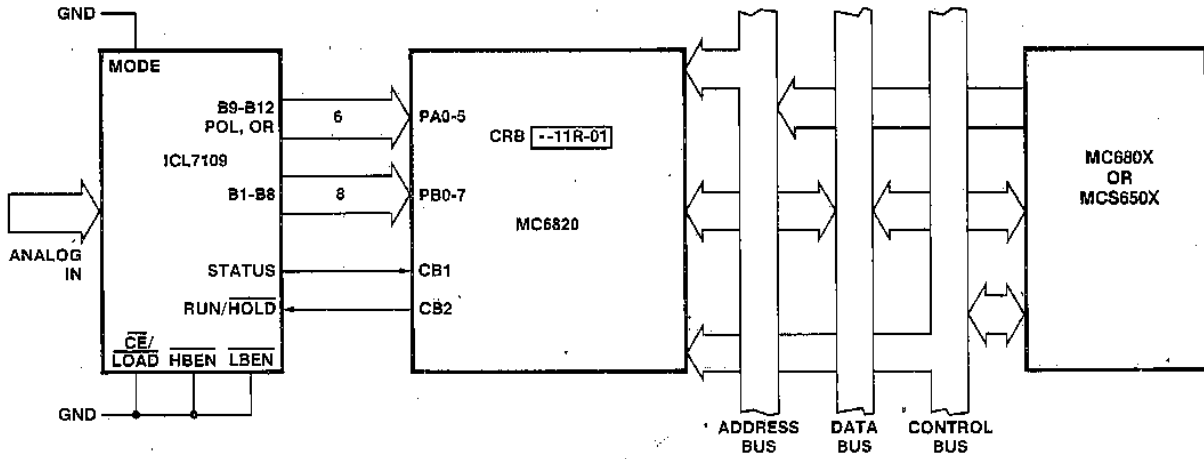 GND
MODE
B9-B12
POL, OR
6
PA0-5
ICL7109
B1-B8
8
PB0-7
ANALOG
IN
STATUS
CB1
RUN/HOLD
CB2
CE/
LOAD
HBEN
LBEN
GND
CRB --11R-01
MC6820
MC680X
OR
MCS650X
ADDRESS
BUS
DATA
BUS
CONTROL
BUS